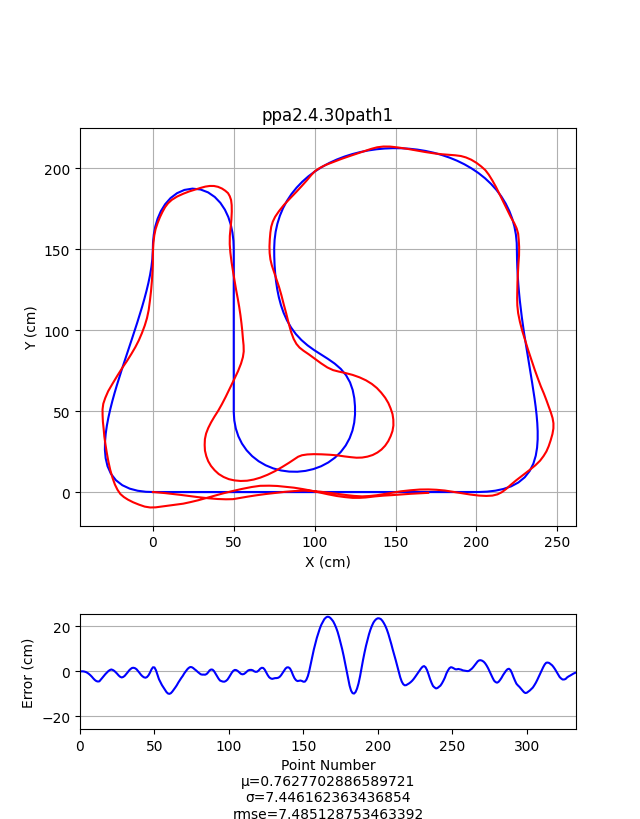 ppa2.4.30path1
200
150
100
50
0
Y (cm)
0 50 100 150 200 250
X (cm)
20
0
−20
Error (cm)
0 50 100 150 200 250 300
Point Number
μ=0.7627702886589721
σ=7.446162363436854
rmse=7.485128753463392